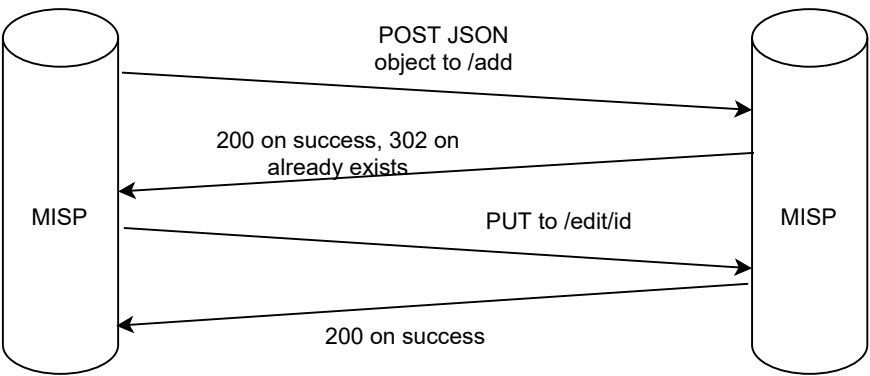 POST JSON
object to /add
200 on success, 302 on
already exists
MISP
PUT to /edit/id
MISP
200 on success